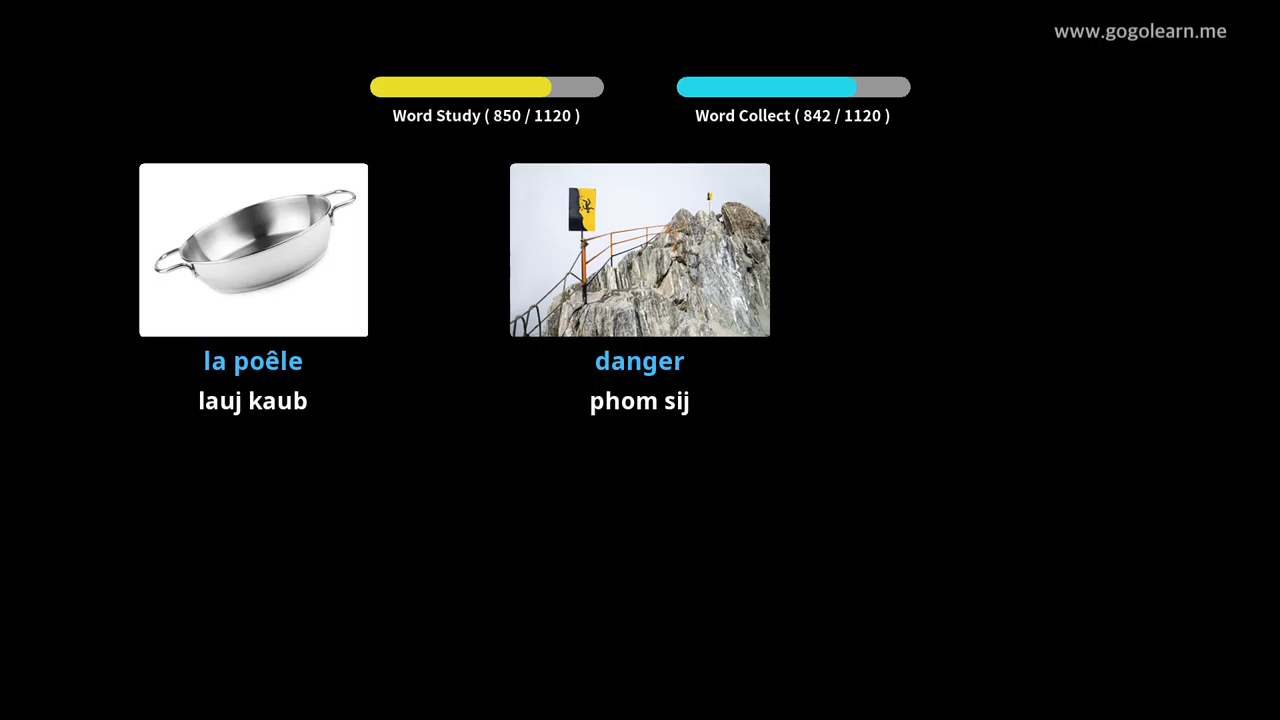 www.gogolearn.me
Word Study ( 850 / 1120 )
Word Collect ( 842 / 1120 )
la poêle
lauj kaub
danger
phom sij